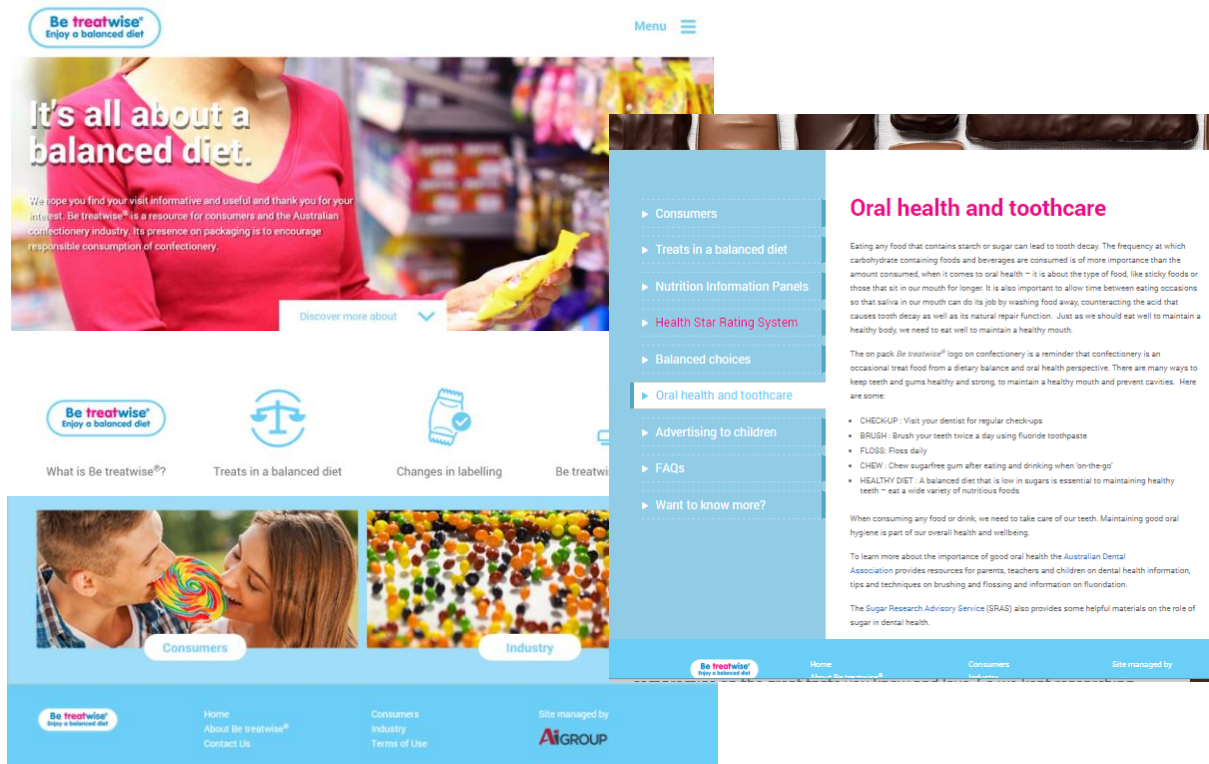 Be treatwise®
Enjoy a balanced diet
Menu
It's all about a
balanced diet.
We hope you find your visit informative and useful and thank you for your
interest. Be treatwise® is a resource for consumers and the Australian
confectionery industry. Its presence on packaging is to encourage
responsible consumption of confectionery.
Discover more about
Be treatwise®
Enjoy a balanced diet
What is Be treatwise®?
Treats in a balanced diet
Changes in labelling
Be treatwi
Consumers
Industry
Be treatwise®
Enjoy a balanced diet
Home
About Be treatwise®
Contact Us
Consumers
Industry
Terms of Use
Site managed by
Ai GROUP
Consumers
Treats in a balanced diet
Nutrition Information Panels
Health Star Rating System
Balanced choices
Oral health and toothcare
Advertising to children
FAQs
Want to know more?
Oral health and toothcare
Eating any food that contains starch or sugar can lead to tooth decay. The frequency at which
carbohydrate containing foods and beverages are consumed is of more importance than the
amount consumed, when it comes to oral health – it is about the type of food, like sticky foods or
those that sit in our mouth for longer. It is also important to allow time between eating occasions
so that saliva in our mouth can do its job by washing food away, counteracting the acid that
causes tooth decay as well as its natural repair function. Just as we should eat well to maintain a
healthy body, we need to eat well to maintain a healthy mouth.
The on pack Be treatwise® logo on confectionery is a reminder that confectionery is an
occasional treat food from a dietary balance and oral health perspective. There are many ways to
keep teeth and gums healthy and strong, to maintain a healthy mouth and prevent cavities. Here
are some:
• CHECK-UP : Visit your dentist for regular check-ups
• BRUSH : Brush your teeth twice a day using fluoride toothpaste
• FLOSS: Floss daily
• CHEW : Chew sugarfree gum after eating and drinking when 'on-the-go'
• HEALTHY DIET : A balanced diet that is low in sugars is essential to maintaining healthy
teeth – eat a wide variety of nutritious foods
When consuming any food or drink, we need to take care of our teeth. Maintaining good oral
hygiene is part of our overall health and wellbeing.
To learn more about the importance of good oral health the Australian Dental
Association provides resources for parents, teachers and children on dental health information,
tips and techniques on brushing and flossing and information on fluoridation.
The Sugar Research Advisory Service (SRAS) also provides some helpful materials on the role of
sugar in dental health.
Be treatwise®
Enjoy a balanced diet
Home
About Be treatwise®
Consumers
Industry
Site managed by